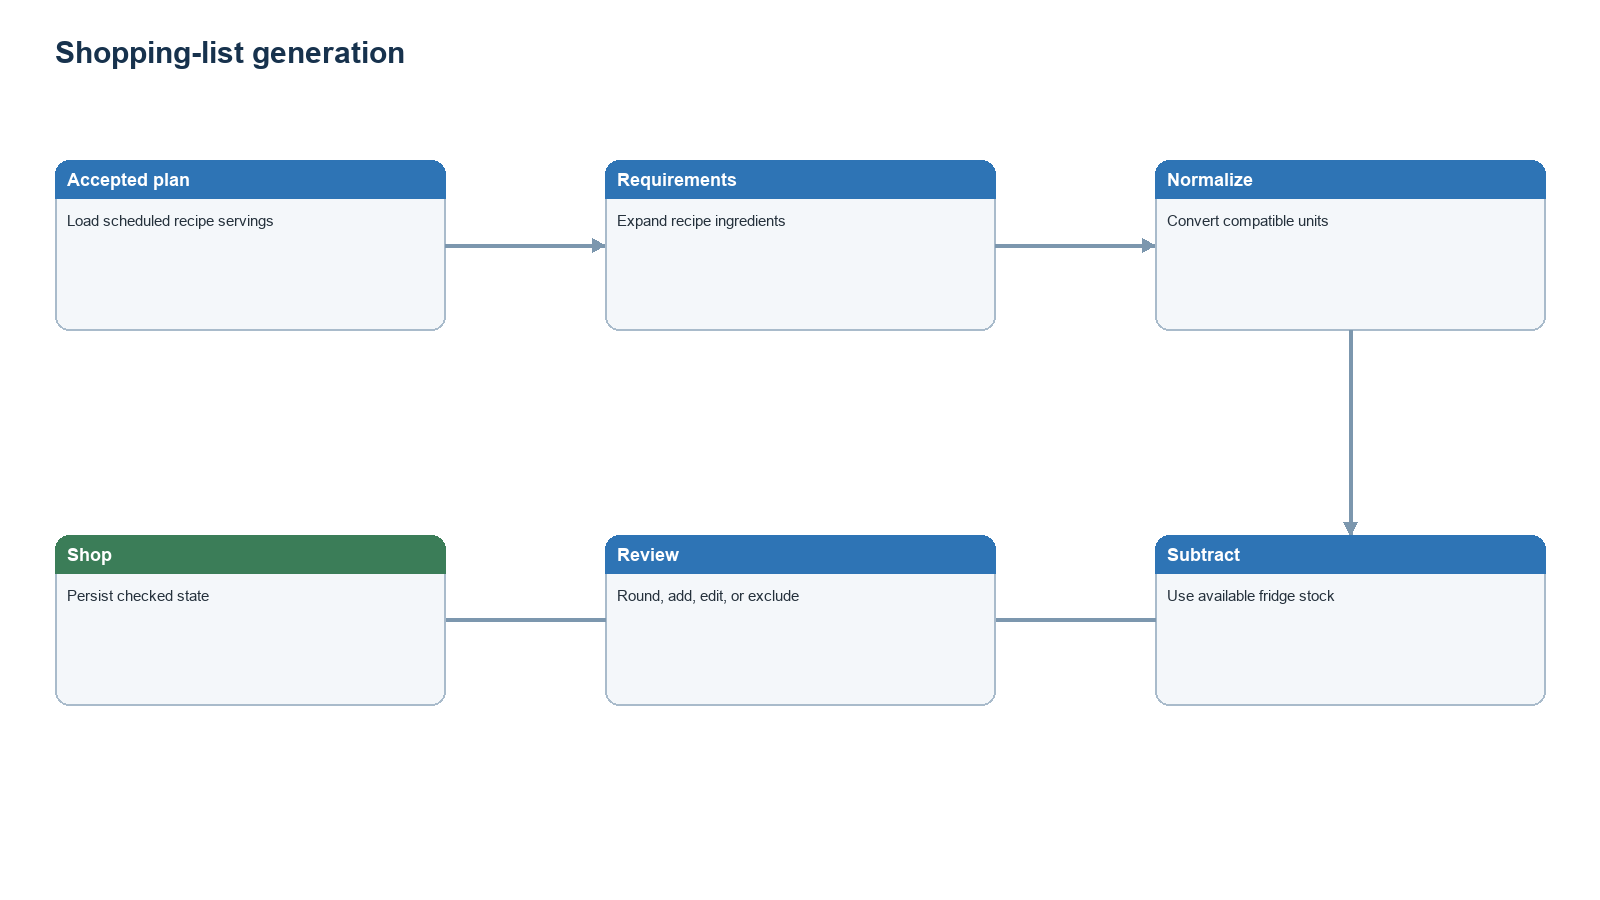 Shopping-list generation
Accepted plan
Load scheduled recipe servings
Requirements
Expand recipe ingredients
Normalize
Convert compatible units
Shop
Persist checked state
Review
Round, add, edit, or exclude
Subtract
Use available fridge stock